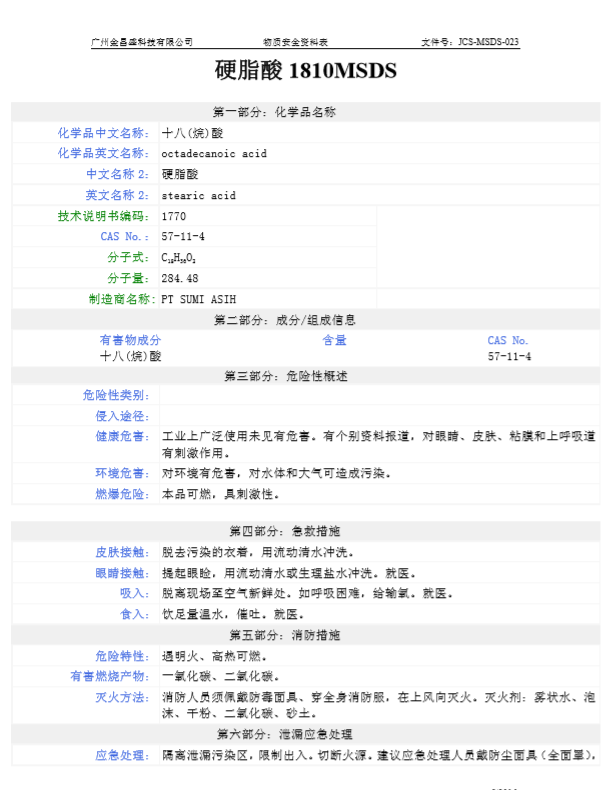 广州金昌盛科技有限公司 物质安全资料表 文件号：JCS-MSDS-023
硬脂酸 1810MSDS
第一部分：化学品名称
化学品中文名称： 十八(烷)酸
化学品英文名称： octadecanoic acid
中文名称 2： 硬脂酸
英文名称 2： stearic acid
技术说明书编码： 1770
CAS No.： 57-11-4
分子式： C₁₈H₃₆O₂
分子量： 284.48
制造商名称： PT SUMI ASIH
第二部分：成分/组成信息
有害物成分 含量 CAS No.
十八(烷)酸 57-11-4
第三部分：危险性概述
危险性类别：
侵入途径：
健康危害： 工业上广泛使用未见有危害。有个别资料报道，对眼睛、皮肤、粘膜和上呼吸道
有刺激作用。
环境危害： 对环境有危害，对水体和大气可造成污染。
燃爆危险： 本品可燃，具刺激性。
第四部分：急救措施
皮肤接触： 脱去污染的衣着，用流动清水冲洗。
眼睛接触： 提起眼睑，用流动清水或生理盐水冲洗。就医。
吸入： 脱离现场至空气新鲜处。如呼吸困难，给输氧。就医。
食入： 饮足量温水，催吐。就医。
第五部分：消防措施
危险特性： 遇明火、高热可燃。
有害燃烧产物： 一氧化碳、二氧化碳。
灭火方法： 消防人员须佩戴防毒面具、穿全身消防服，在上风向灭火。灭火剂：雾状水、泡
沫、干粉、二氧化碳、砂土。
第六部分：泄漏应急处理
应急处理： 隔离泄漏污染区，限制出入。切断火源。建议应急处理人员戴防尘面具（全面罩），